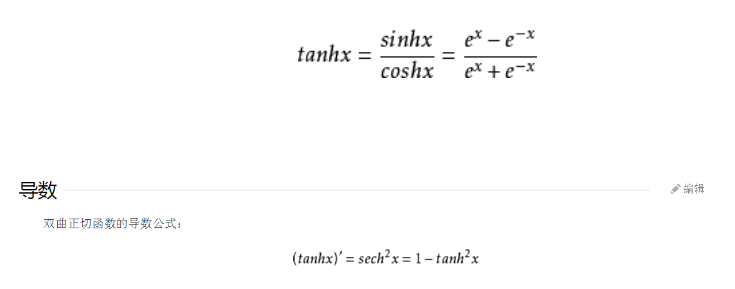 tanhx = sinhx / coshx = e^x − e^−x / e^x + e^−x
导数
编辑
双曲正切函数的导数公式：
(tanhx)′ = sech²x = 1 − tanh²x